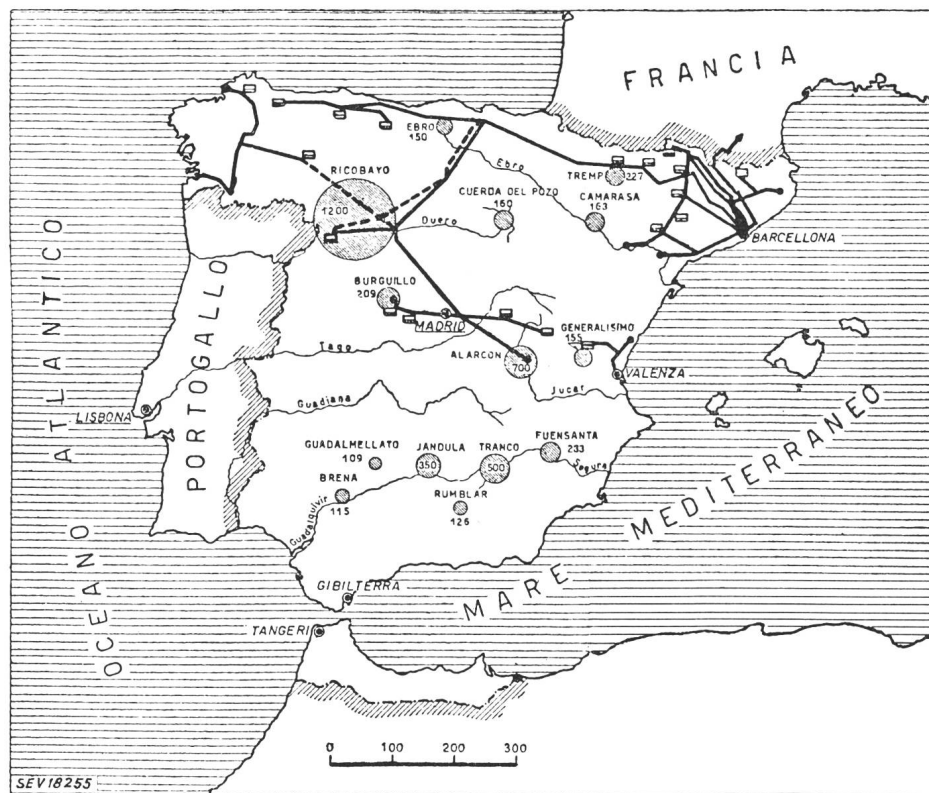 FRANCIA
EBRO
150
RICOBAYO
1200
Ebro
TREMP
227
CUERDA DEL POZO
160
CAMARASA
163
Duero
BARCELLONA
BURGUILLO
209
MADRID
GENERALISIMO
155
ALARCON
700
VALENZA
Tago
Jucar
Guadiana
LISBONA
PORTOGALLO
OCEANO ATLANTICO
MARE MEDITERRANEO
GUADALMELLATO
109
JANDULA
350
TRANCO
500
FUENSANTA
233
Segura
BRENA
115
RUMBLAR
126
Guadalquivir
GIBILTERRA
TANGERI
0 100 200 300
SEV18255